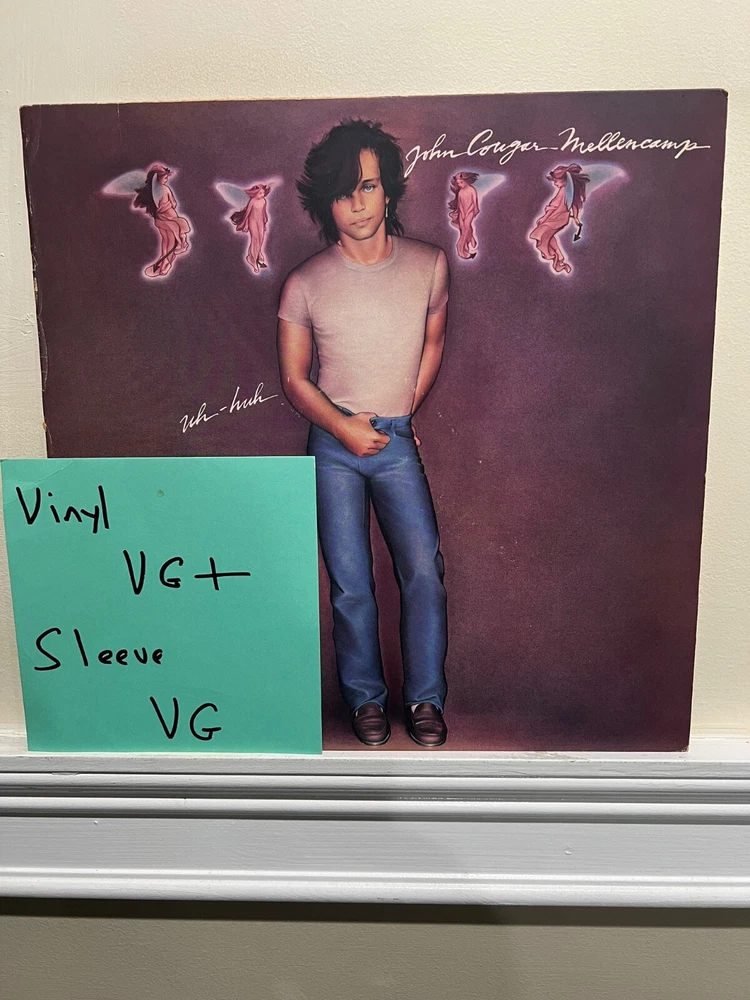 John Cougar Mellencamp
uh-huh
Vinyl
VG+
Sleeve
VG